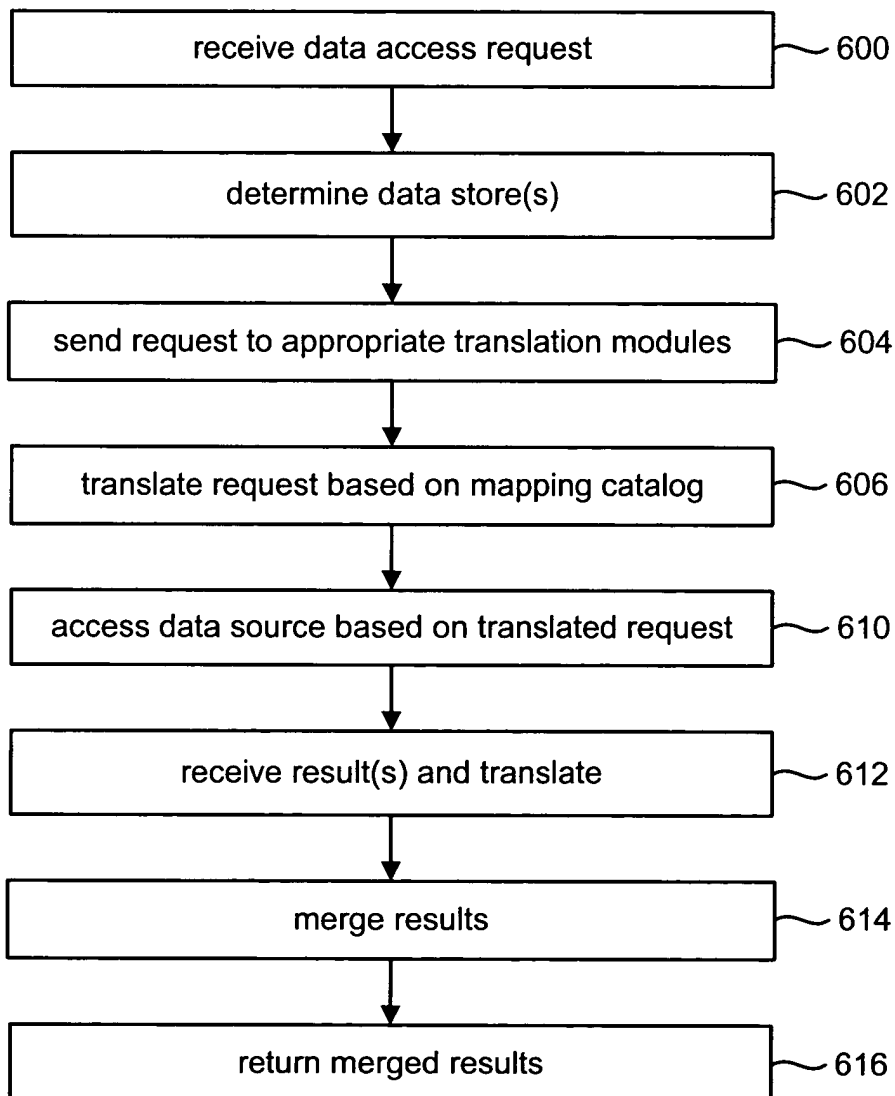 receive data access request 600
determine data store(s) 602
send request to appropriate translation modules 604
translate request based on mapping catalog 606
access data source based on translated request 610
receive result(s) and translate 612
merge results 614
return merged results 616